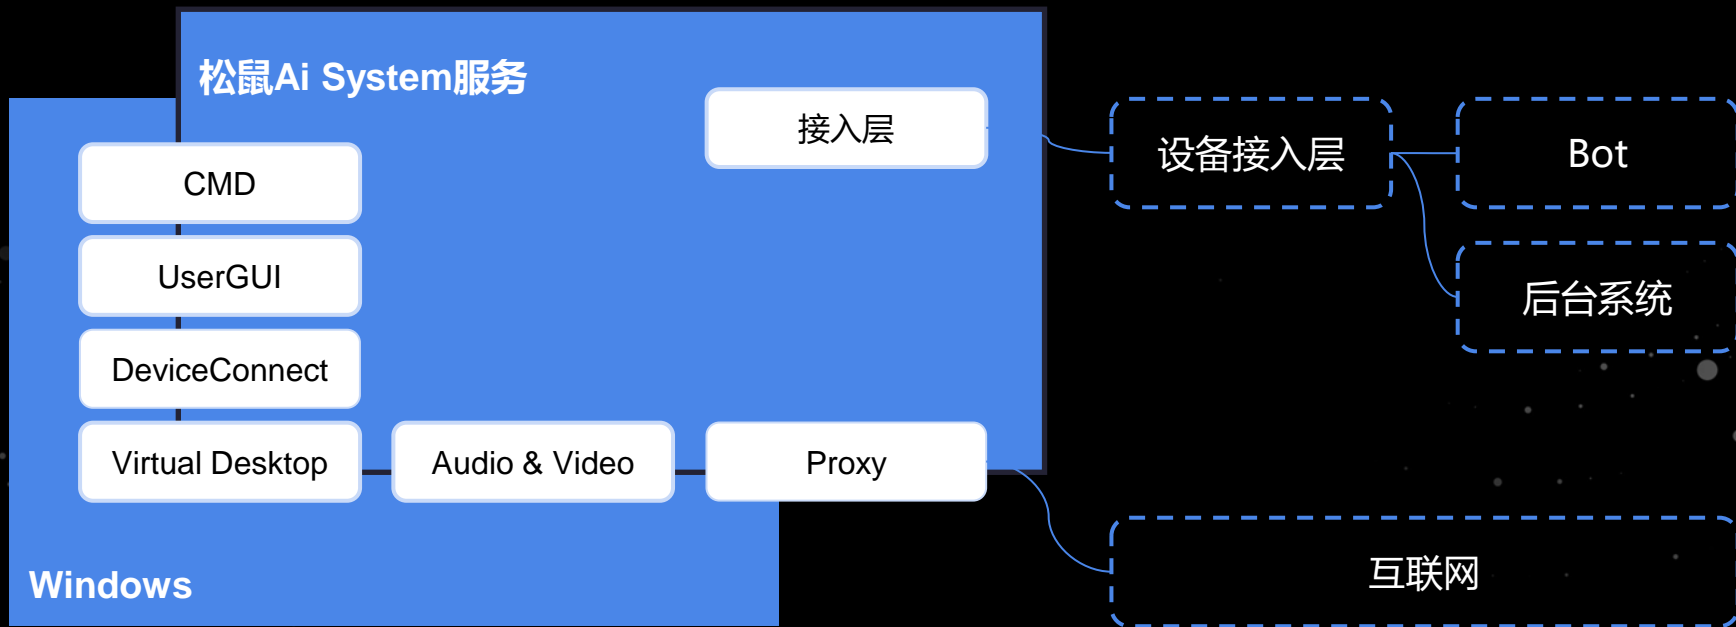 松鼠Ai System服务
接入层
CMD
UserGUI
DeviceConnect
Virtual Desktop
Audio & Video
Proxy
Windows
设备接入层
Bot
后台系统
互联网